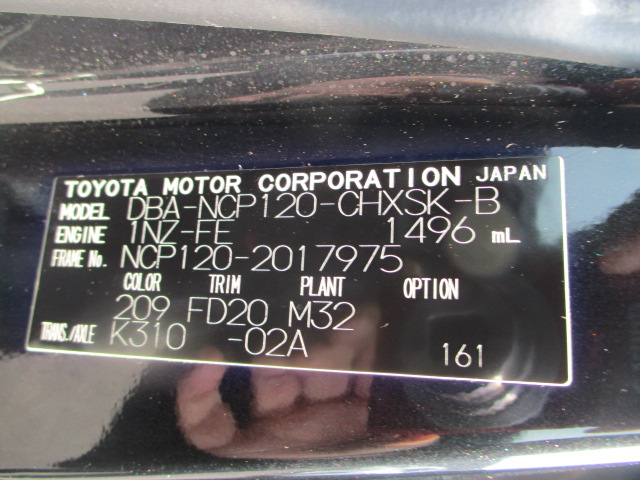 TOYOTA MOTOR CORPORATION JAPAN
MODEL DBA-NCP120-CHXSK-B
ENGINE 1NZ-FE 1496 mL
FRAME No. NCP120-2017975
COLOR TRIM PLANT OPTION
209 FD20 M32
TRANS./AXLE K310 -02A
161